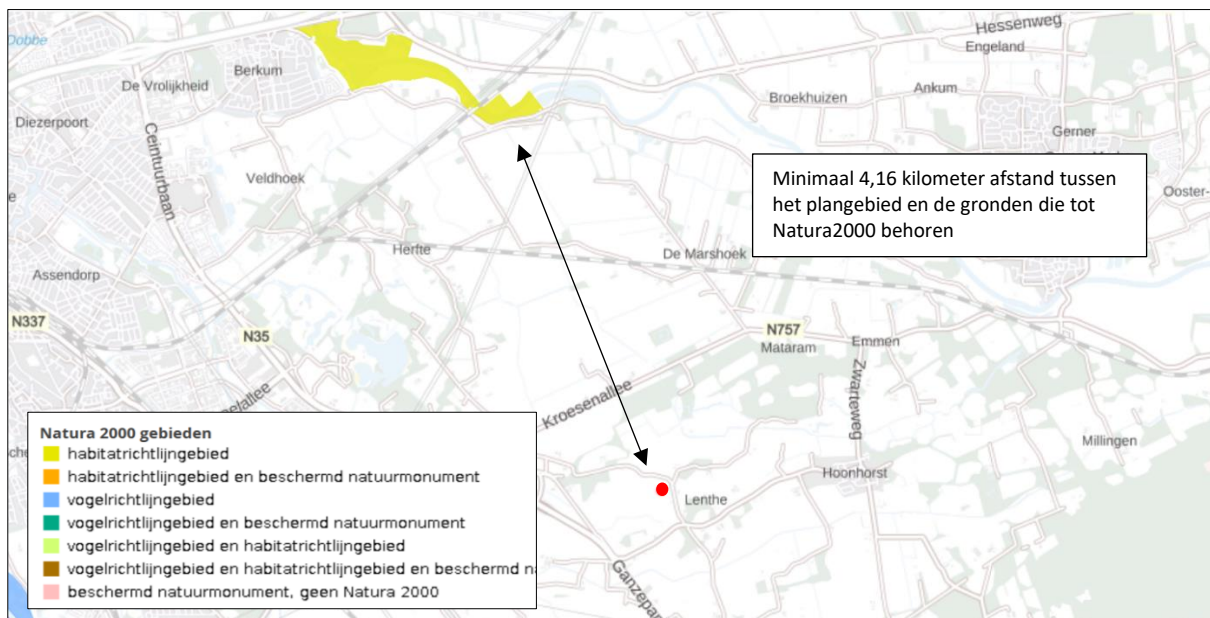 Dobbe
Hessenweg
Engeland
Berkum
De Vrolijkheid
Ankum
Broekhuizen
Diezerpoort
Gerner
Ceintuurbaan
Veldhoek
Minimaal 4,16 kilometer afstand tussen
het plangebied en de gronden die tot
Natura2000 behoren
Ooster-
Herfte
De Marshoek
Assendorp
N337
N35
N757
Mataram
Emmen
Zwarteweg
Kroesenallee
Millingen
Hoonhorst
Lenthe
Natura 2000 gebieden
habitatrichtlijngebied
habitatrichtlijngebied en beschermd natuurmonument
vogelrichtlijngebied
vogelrichtlijngebied en beschermd natuurmonument
vogelrichtlijngebied en habitatrichtlijngebied
vogelrichtlijngebied en habitatrichtlijngebied en beschermd n
beschermd natuurmonument, geen Natura 2000